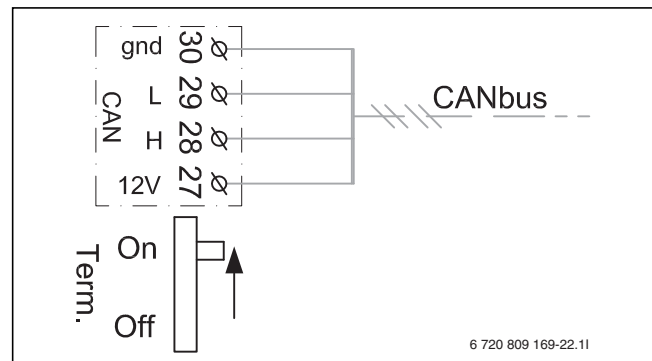 gnd 30
L 29
CAN
H 28
12V 27
CANbus
Term.
On
Off
6 720 809 169-22.1I